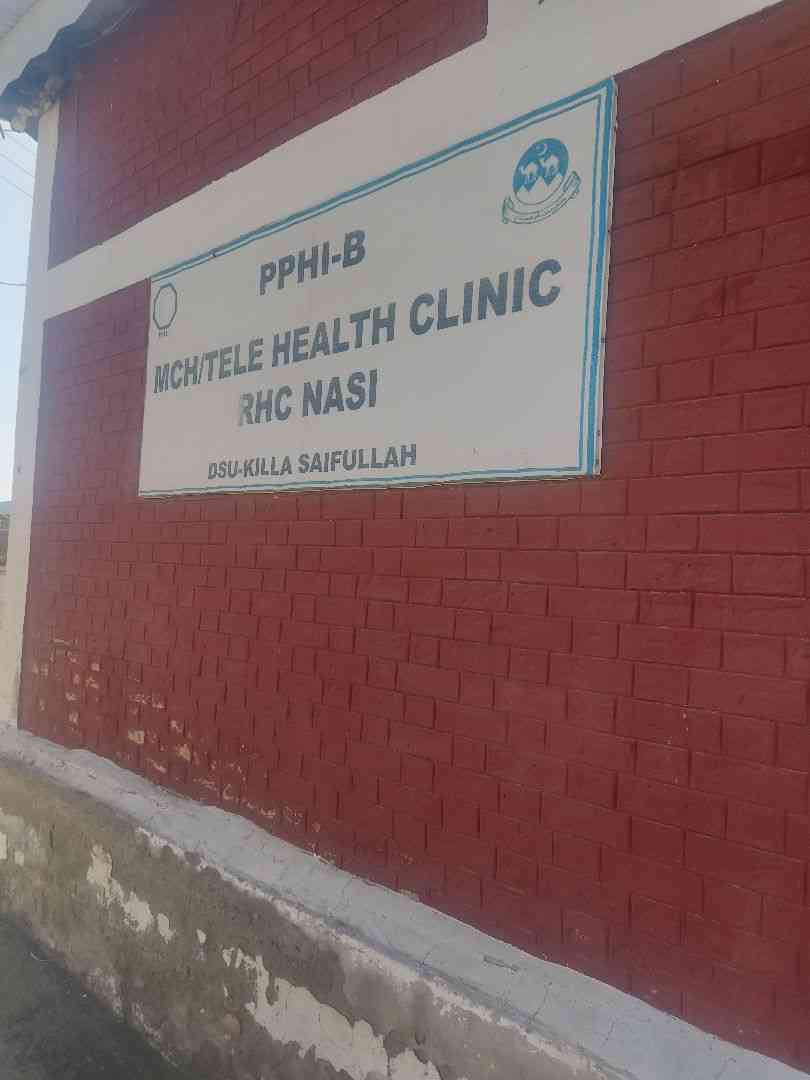 PPHI-B
MCH/TELE HEALTH CLINIC
RHC NASI
DSU-KILLA SAIFULLAH